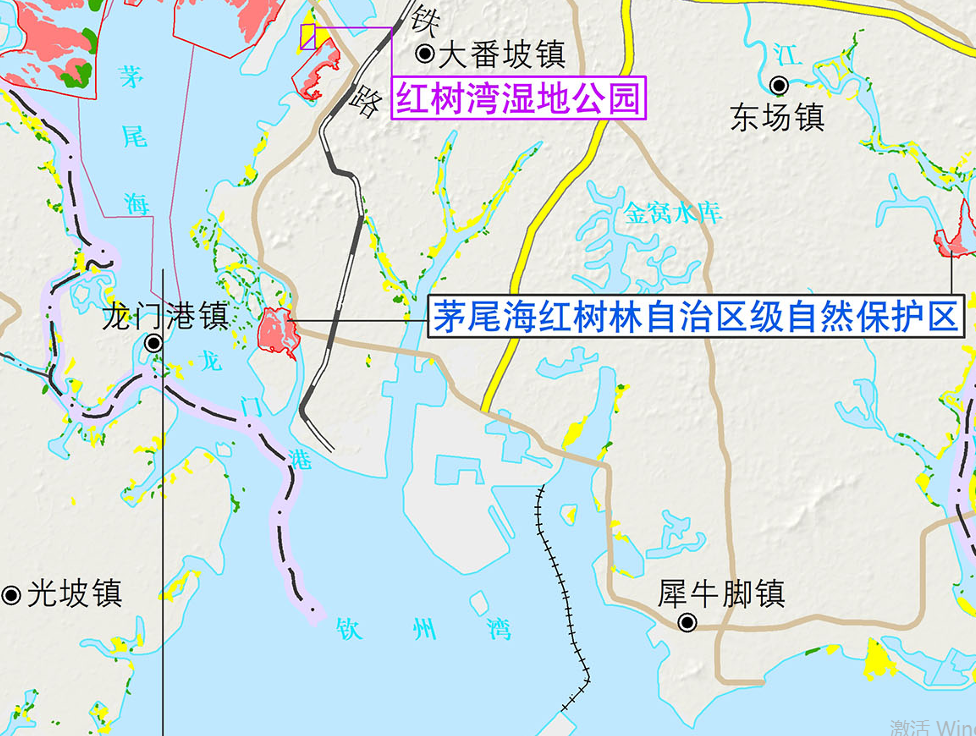 铁路
大番坡镇
红树湾湿地公园
江
东场镇
茅尾海
金窝水库
龙门港镇
茅尾海红树林自治区级自然保护区
龙门港
光坡镇
犀牛脚镇
钦州湾
激活 Win